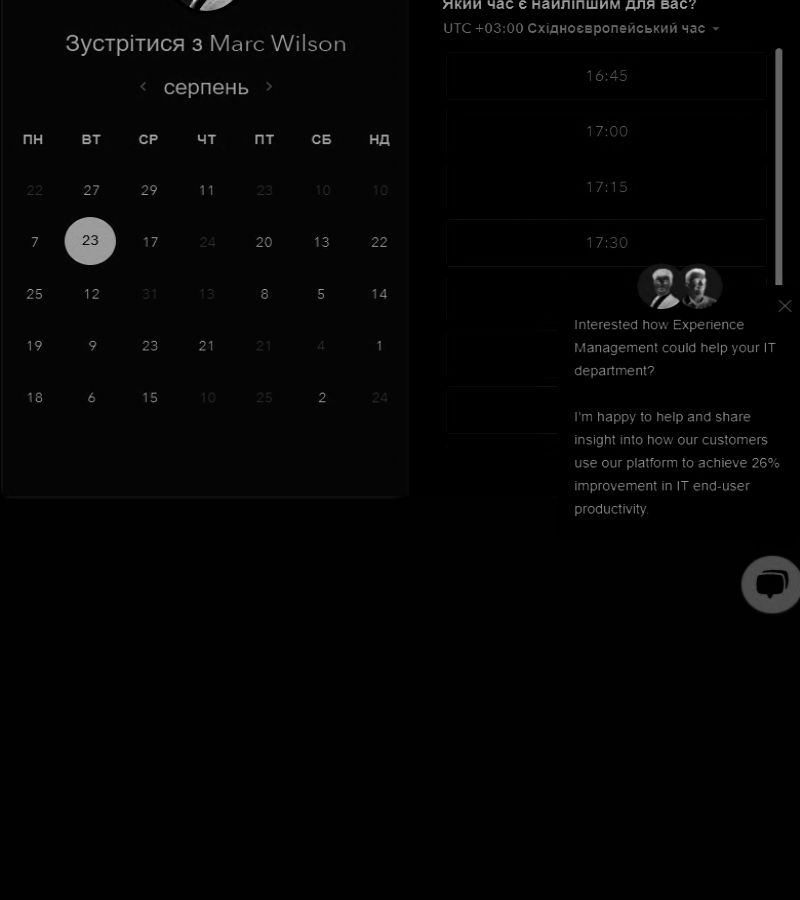 Зустрітися з Marc Wilson
серпень
ПН ВТ СР ЧТ ПТ СБ НД
22 27 29 11 23 10 10
7 23 17 24 20 13 22
25 12 31 13 8 5 14
19 9 23 21 21 4 1
18 6 15 10 25 2 24
Який час є найліпшим для вас?
UTC +03:00 Східноєвропейський час
16:45
17:00
17:15
17:30
Interested how Experience
Management could help your IT
department?
I'm happy to help and share
insight into how our customers
use our platform to achieve 26%
improvement in IT end-user
productivity.